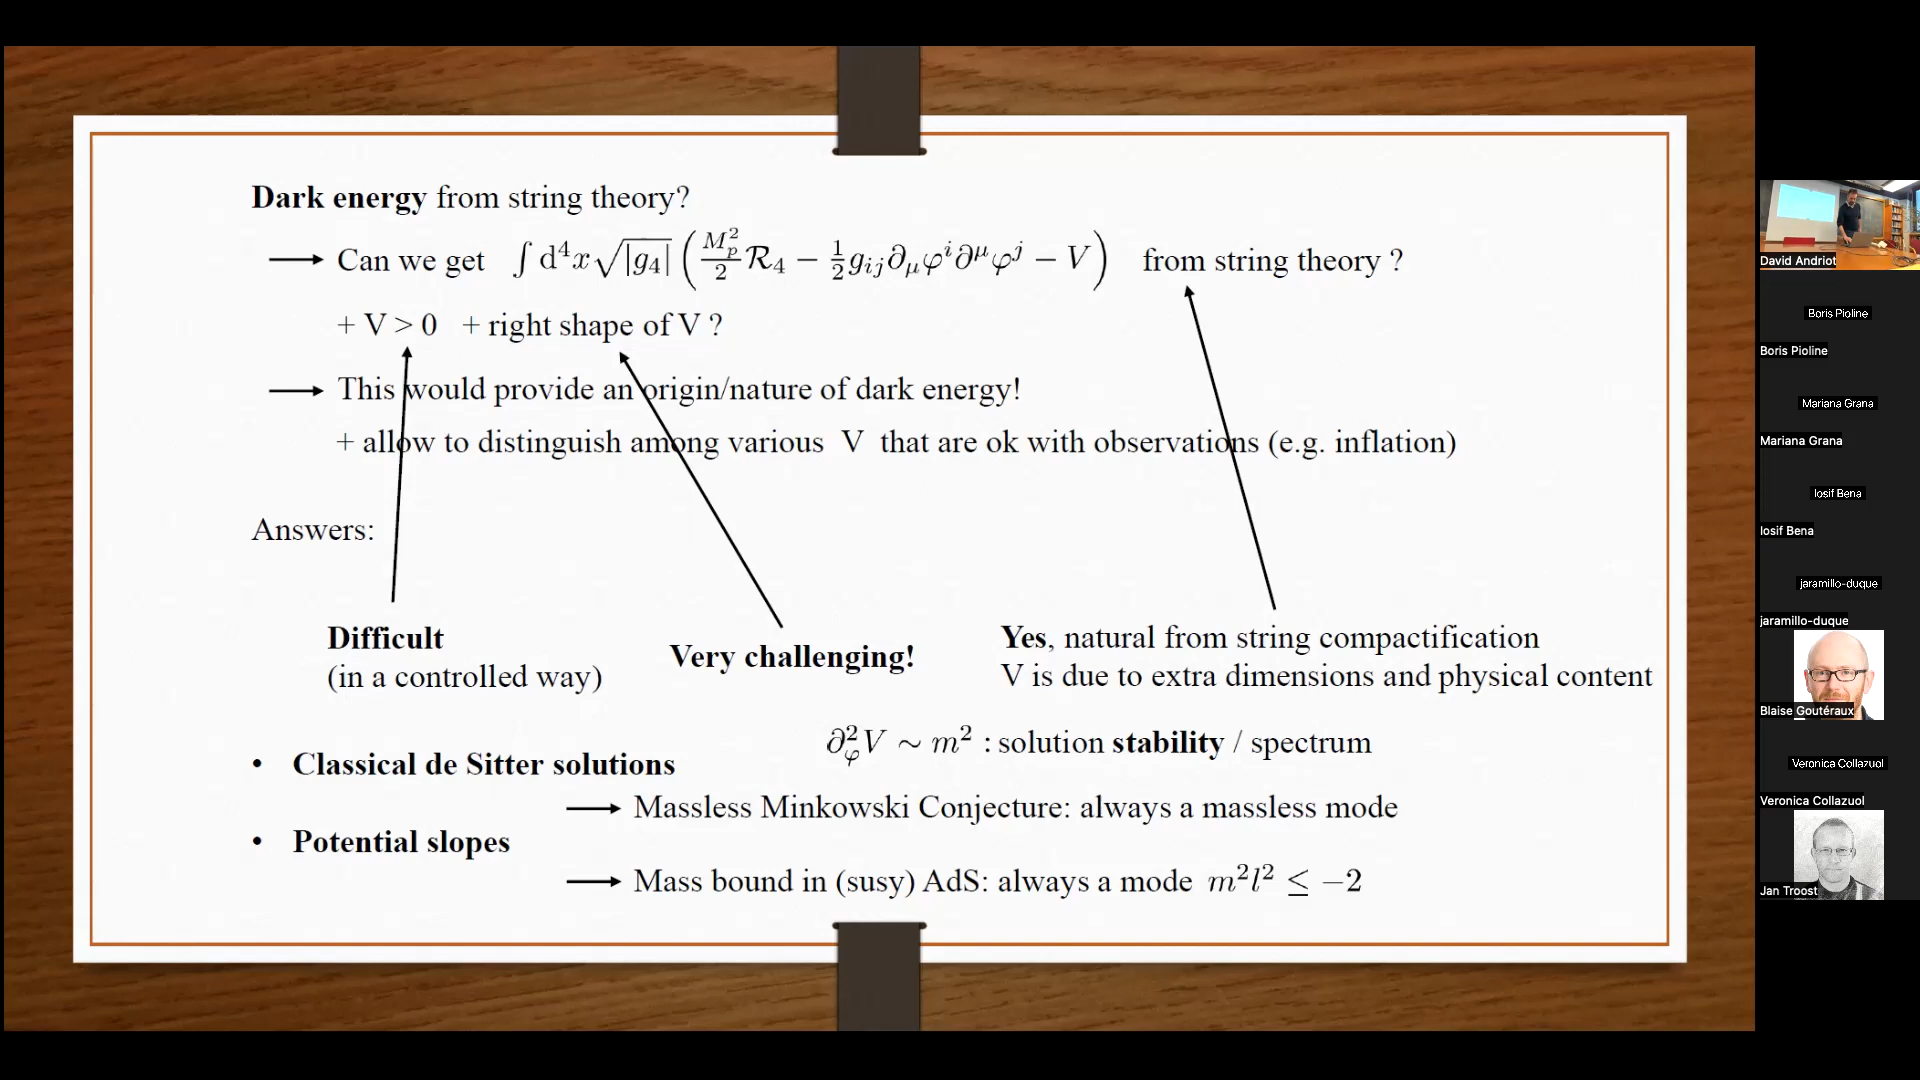 Dark energy from string theory?
⟶ Can we get ∫ d⁴x√|g₄| ( M_p²/2 ℛ₄ − ½ g_{ij}∂_μφ^i∂^μφ^j − V ) from string theory ?
+ V > 0 + right shape of V ?
⟶ This would provide an origin/nature of dark energy!
+ allow to distinguish among various V that are ok with observations (e.g. inflation)
Answers:
Difficult
(in a controlled way)
Very challenging!
Yes, natural from string compactification
V is due to extra dimensions and physical content
∂²_φ V ∼ m² : solution stability / spectrum
• Classical de Sitter solutions
⟶ Massless Minkowski Conjecture: always a massless mode
• Potential slopes
⟶ Mass bound in (susy) AdS: always a mode m²l² ≤ −2
David Andriot
Boris Pioline
Boris Pioline
Mariana Grana
Mariana Grana
Iosif Bena
Iosif Bena
jaramillo-duque
jaramillo-duque
Blaise Goutéraux
Veronica Collazuol
Veronica Collazuol
Jan Troost